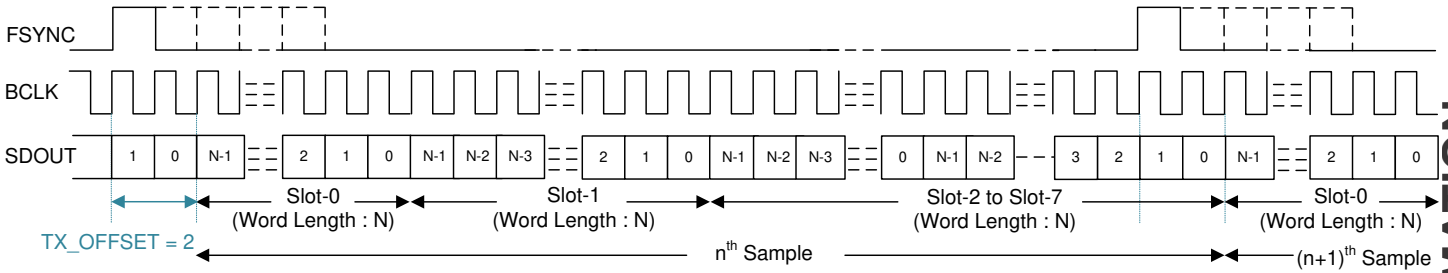 FSYNC
BCLK
SDOUT 1 0 N-1 2 1 0 N-1 N-2 N-3 2 1 0 N-1 N-2 N-3 0 N-1 N-2 3 2 1 0 N-1 2 1 0
Slot-0 Slot-1 Slot-2 to Slot-7 Slot-0
(Word Length : N) (Word Length : N) (Word Length : N) (Word Length : N)
TX_OFFSET = 2 nth Sample (n+1)th Sample